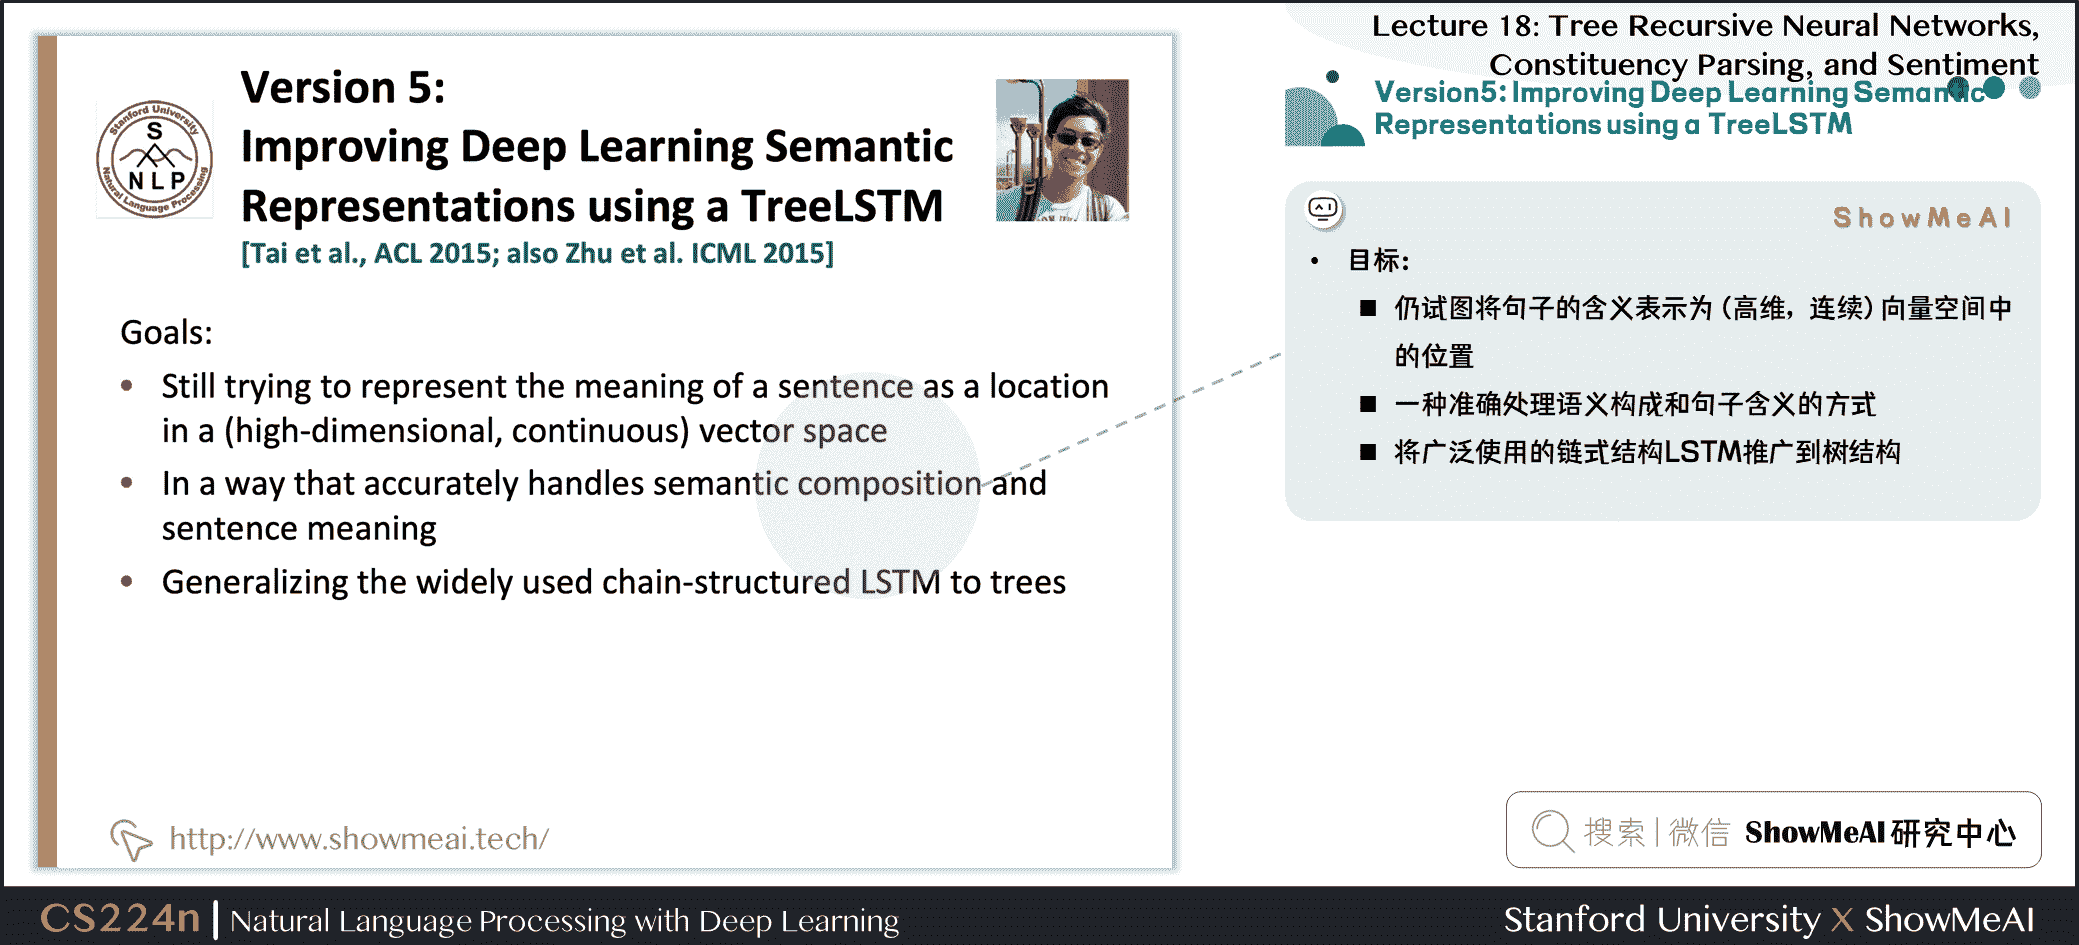 Lecture 18: Tree Recursive Neural Networks,
Constituency Parsing, and Sentiment
Version 5:
Improving Deep Learning Semantic
Representations using a TreeLSTM
[Tai et al., ACL 2015; also Zhu et al. ICML 2015]
Stanford University
S
N L P
Natural Language Processing
Goals:
• Still trying to represent the meaning of a sentence as a location
in a (high-dimensional, continuous) vector space
• In a way that accurately handles semantic composition and
sentence meaning
• Generalizing the widely used chain-structured LSTM to trees
http://www.showmeai.tech/
Version5: Improving Deep Learning Semantic
Representations using a TreeLSTM
ShowMeAI
• 目标:
■ 仍试图将句子的含义表示为(高维，连续)向量空间中
的位置
■ 一种准确处理语义构成和句子含义的方式
■ 将广泛使用的链式结构LSTM推广到树结构
搜索|微信 ShowMeAI研究中心
CS224n | Natural Language Processing with Deep Learning
Stanford University X ShowMeAI